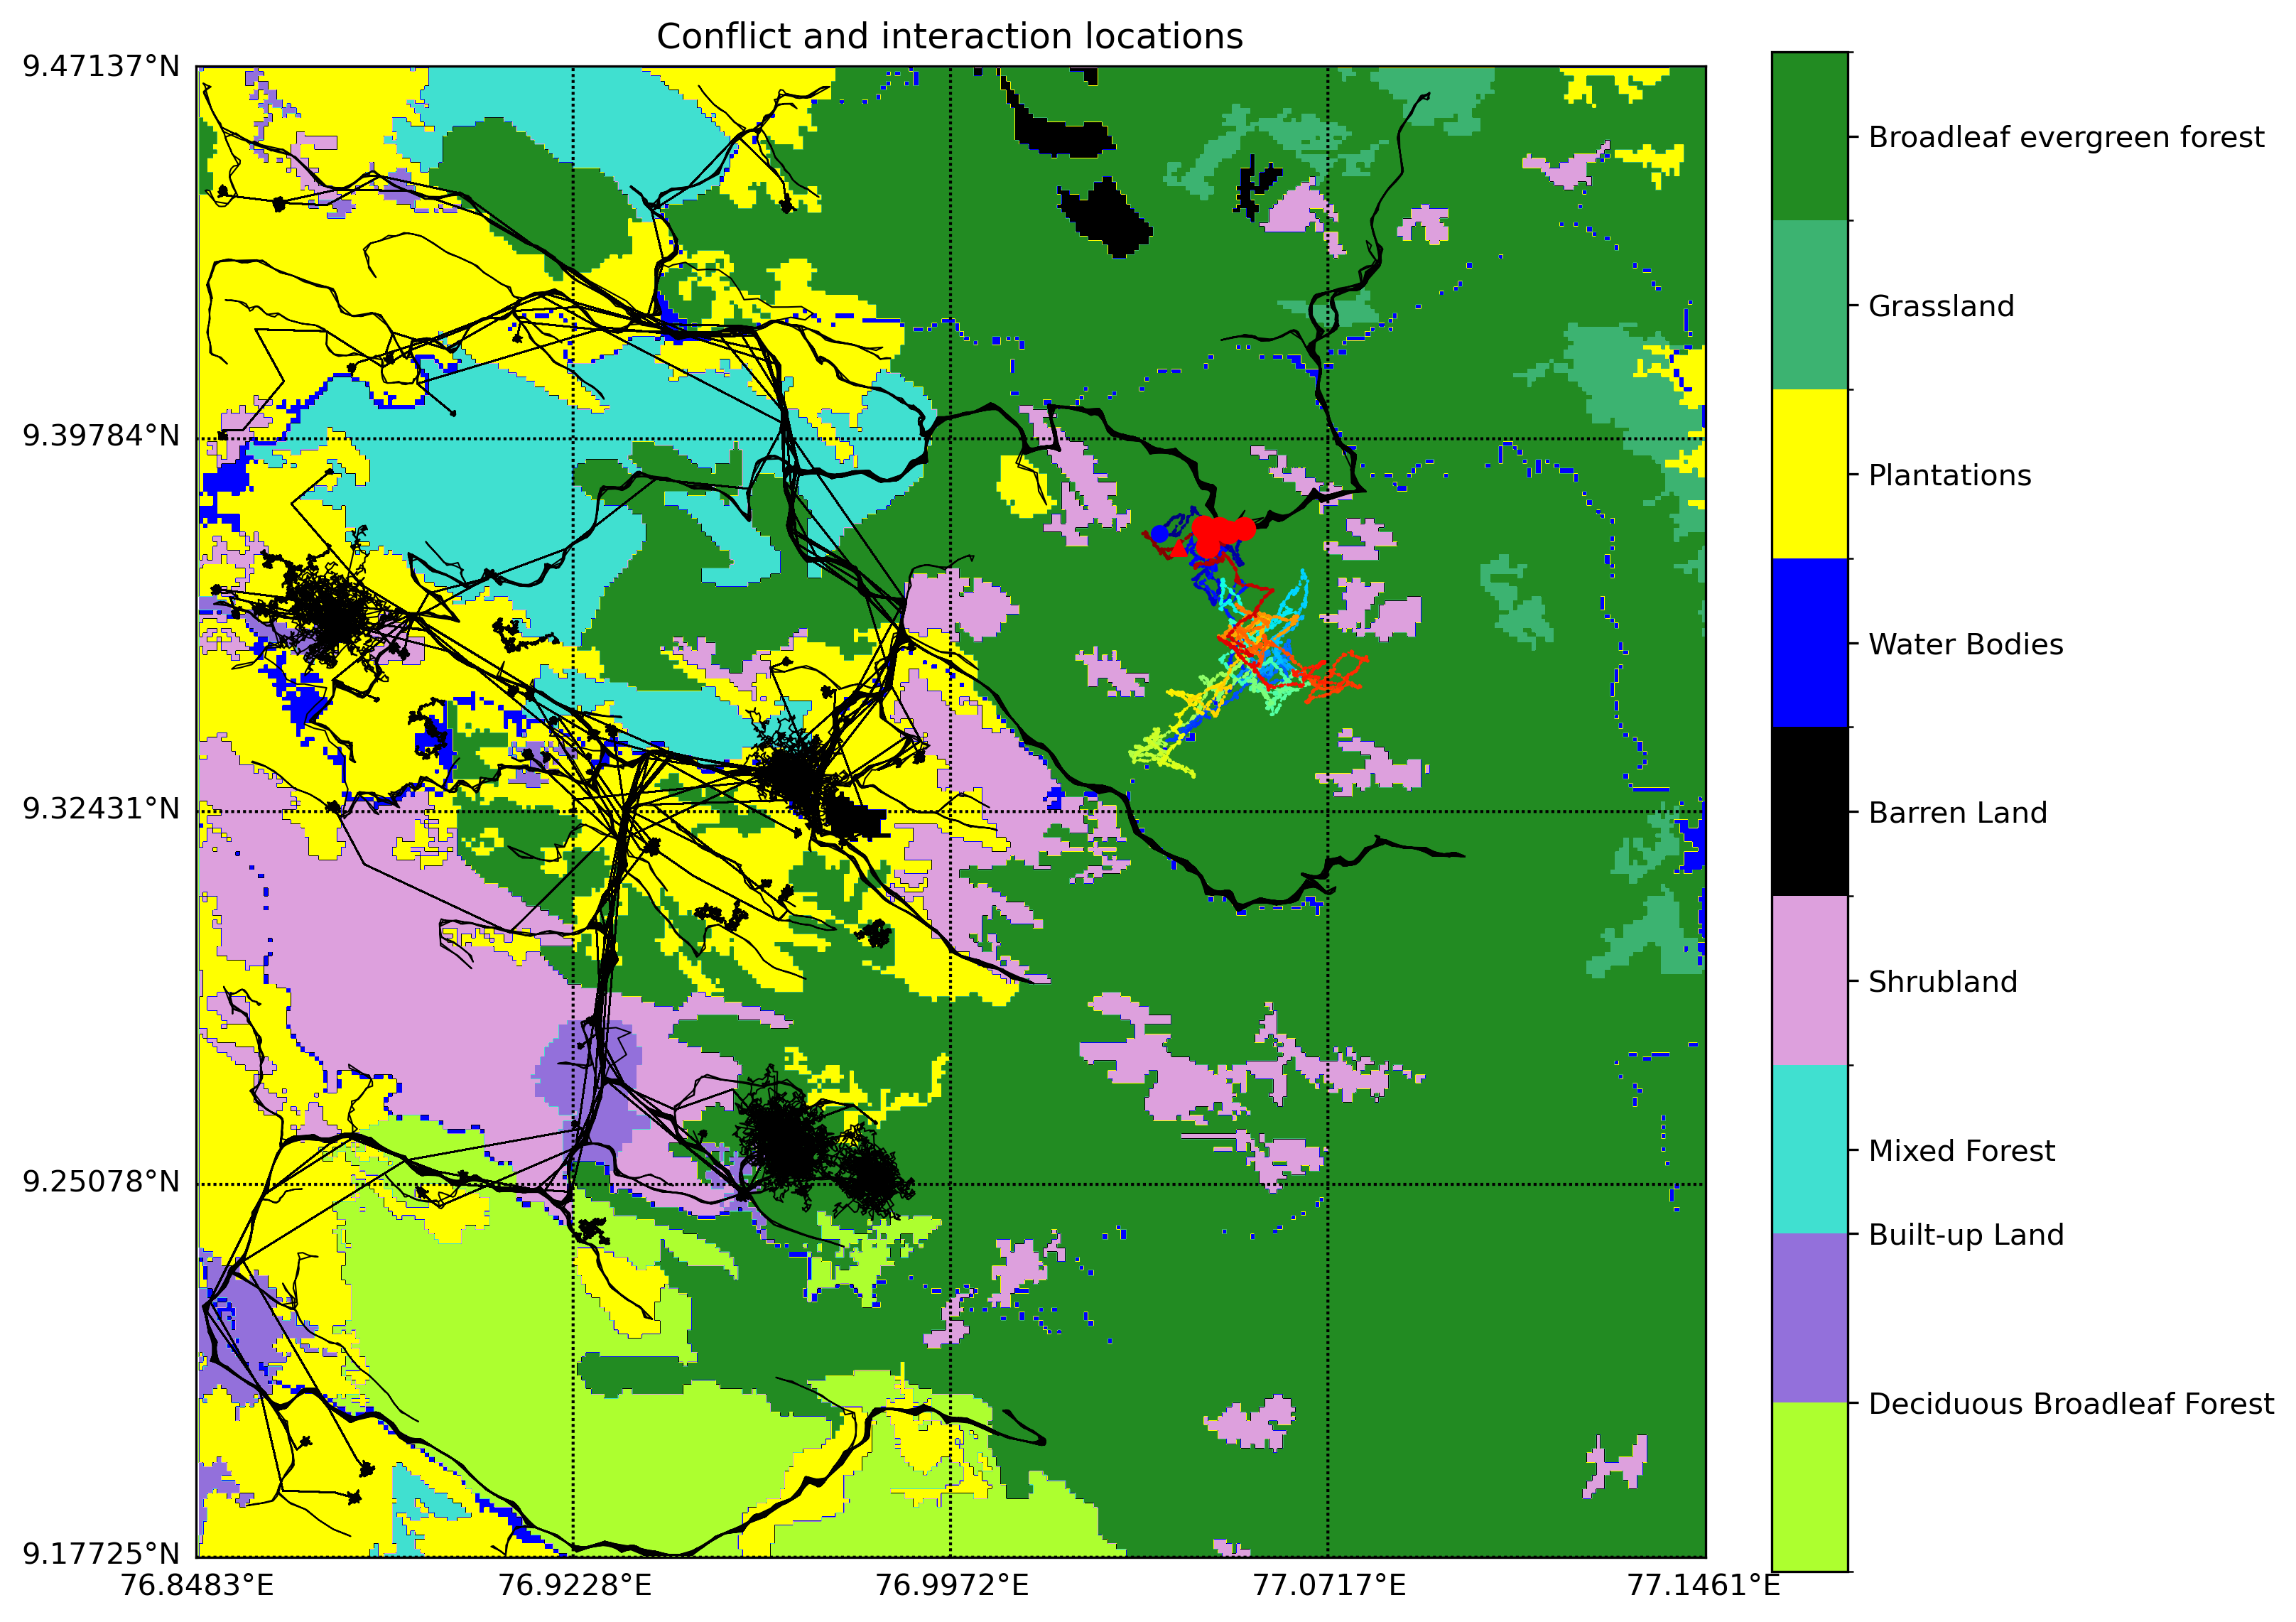 Conflict and interaction locations
9.47137°N
9.39784°N
9.32431°N
9.25078°N
9.17725°N
76.8483°E
76.9228°E
76.9972°E
77.0717°E
77.1461°E
Broadleaf evergreen forest
Grassland
Plantations
Water Bodies
Barren Land
Shrubland
Mixed Forest
Built-up Land
Deciduous Broadleaf Forest